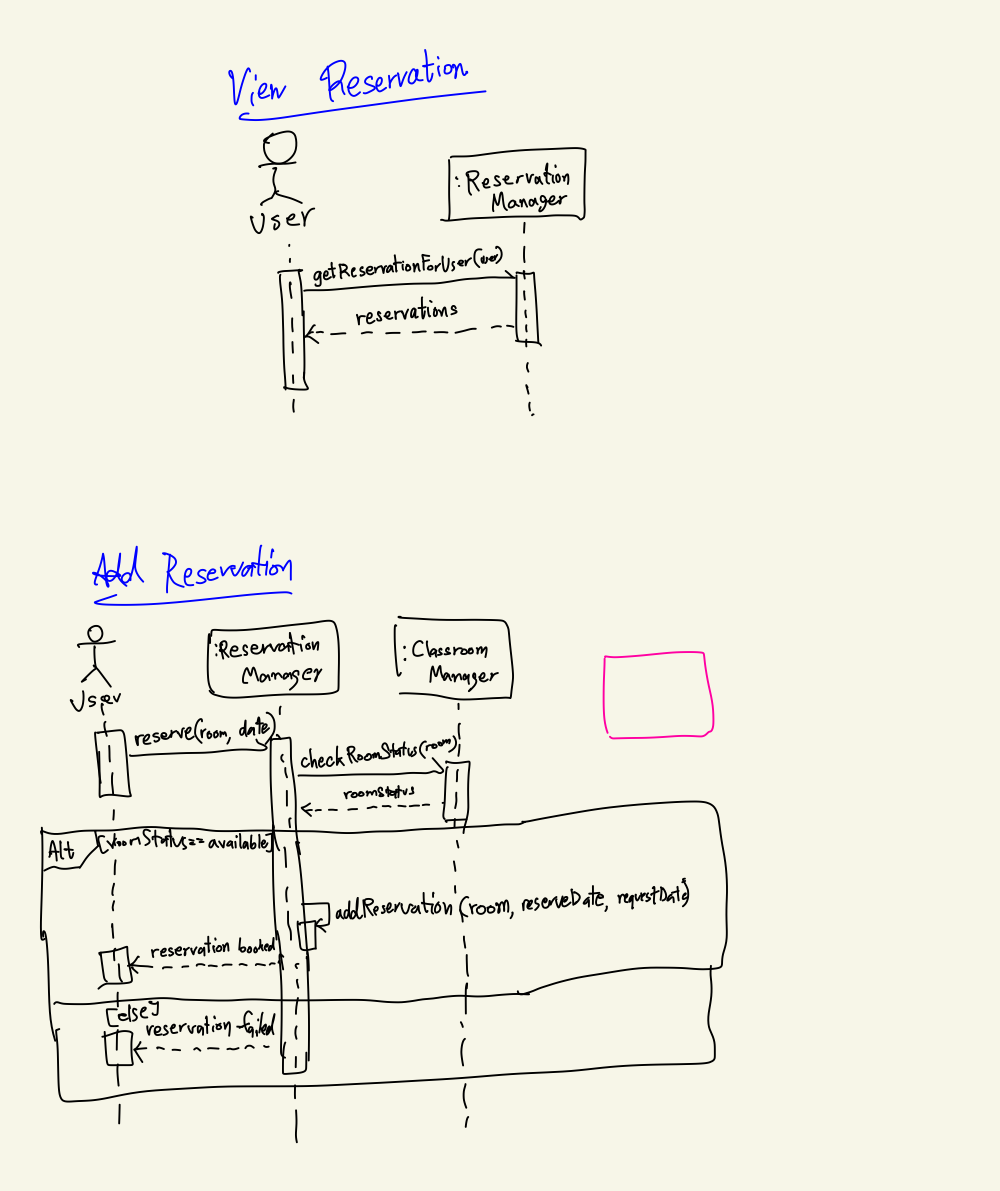 View Reservation
User
:Reservation
Manager
getReservationForUser(user)
reservations
Add Reservation
User
:Reservation
Manager
:Classroom
Manager
reserve(room, date)
checkRoomStatus(room)
roomStatus
Alt
[roomStatus== available]
addReservation (room, reserveDate, requestDate)
reservation booked
[else]
reservation failed